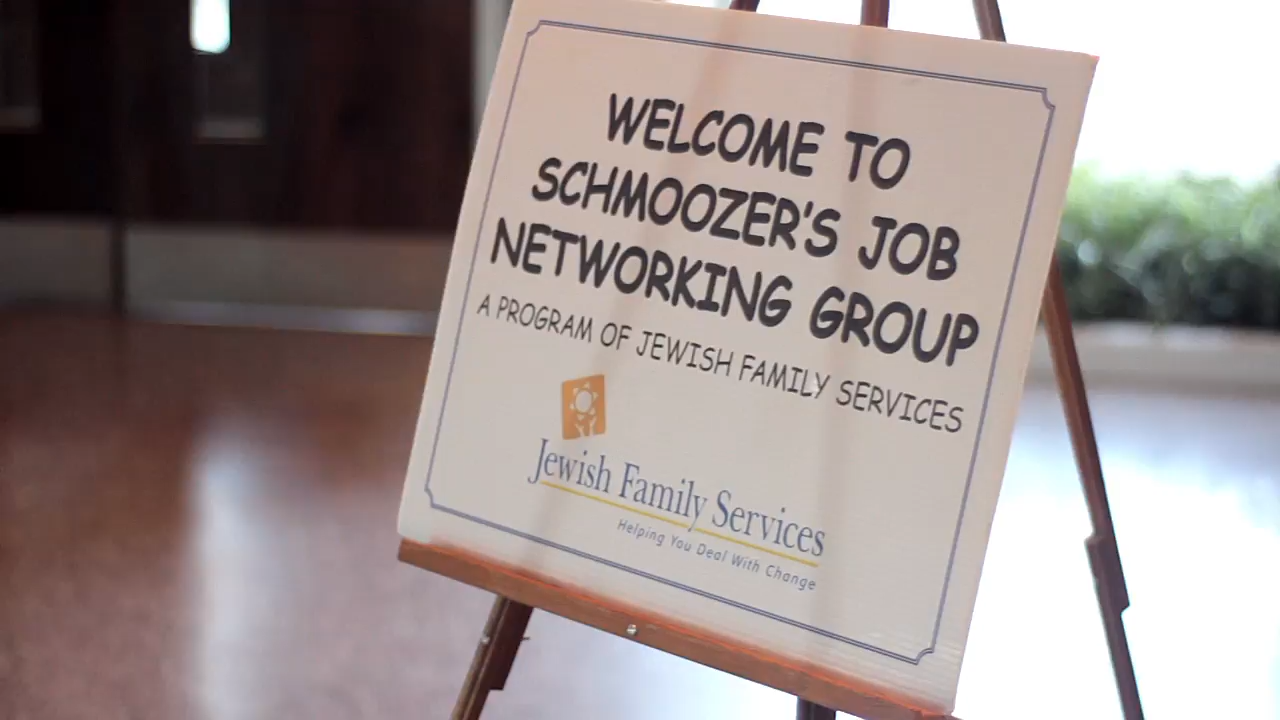 WELCOME TO
SCHMOOZER'S JOB
NETWORKING GROUP
A PROGRAM OF JEWISH FAMILY SERVICES
Jewish Family Services
Helping You Deal With Change